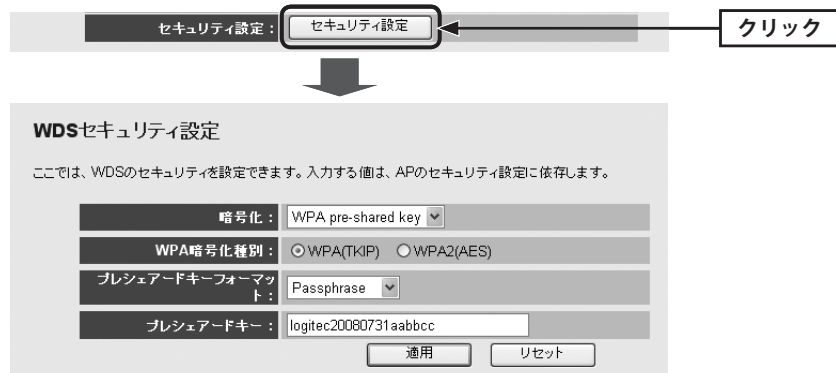 セキュリティ設定： セキュリティ設定 クリック
WDSセキュリティ設定
ここでは、WDSのセキュリティを設定できます。入力する値は、APのセキュリティ設定に依存します。
暗号化： WPA pre-shared key
WPA暗号化種別： WPA(TKIP) WPA2(AES)
プレシェアードキーフォーマッ
ト： Passphrase
プレシェアードキー： logitec20080731aabbcc
適用 リセット